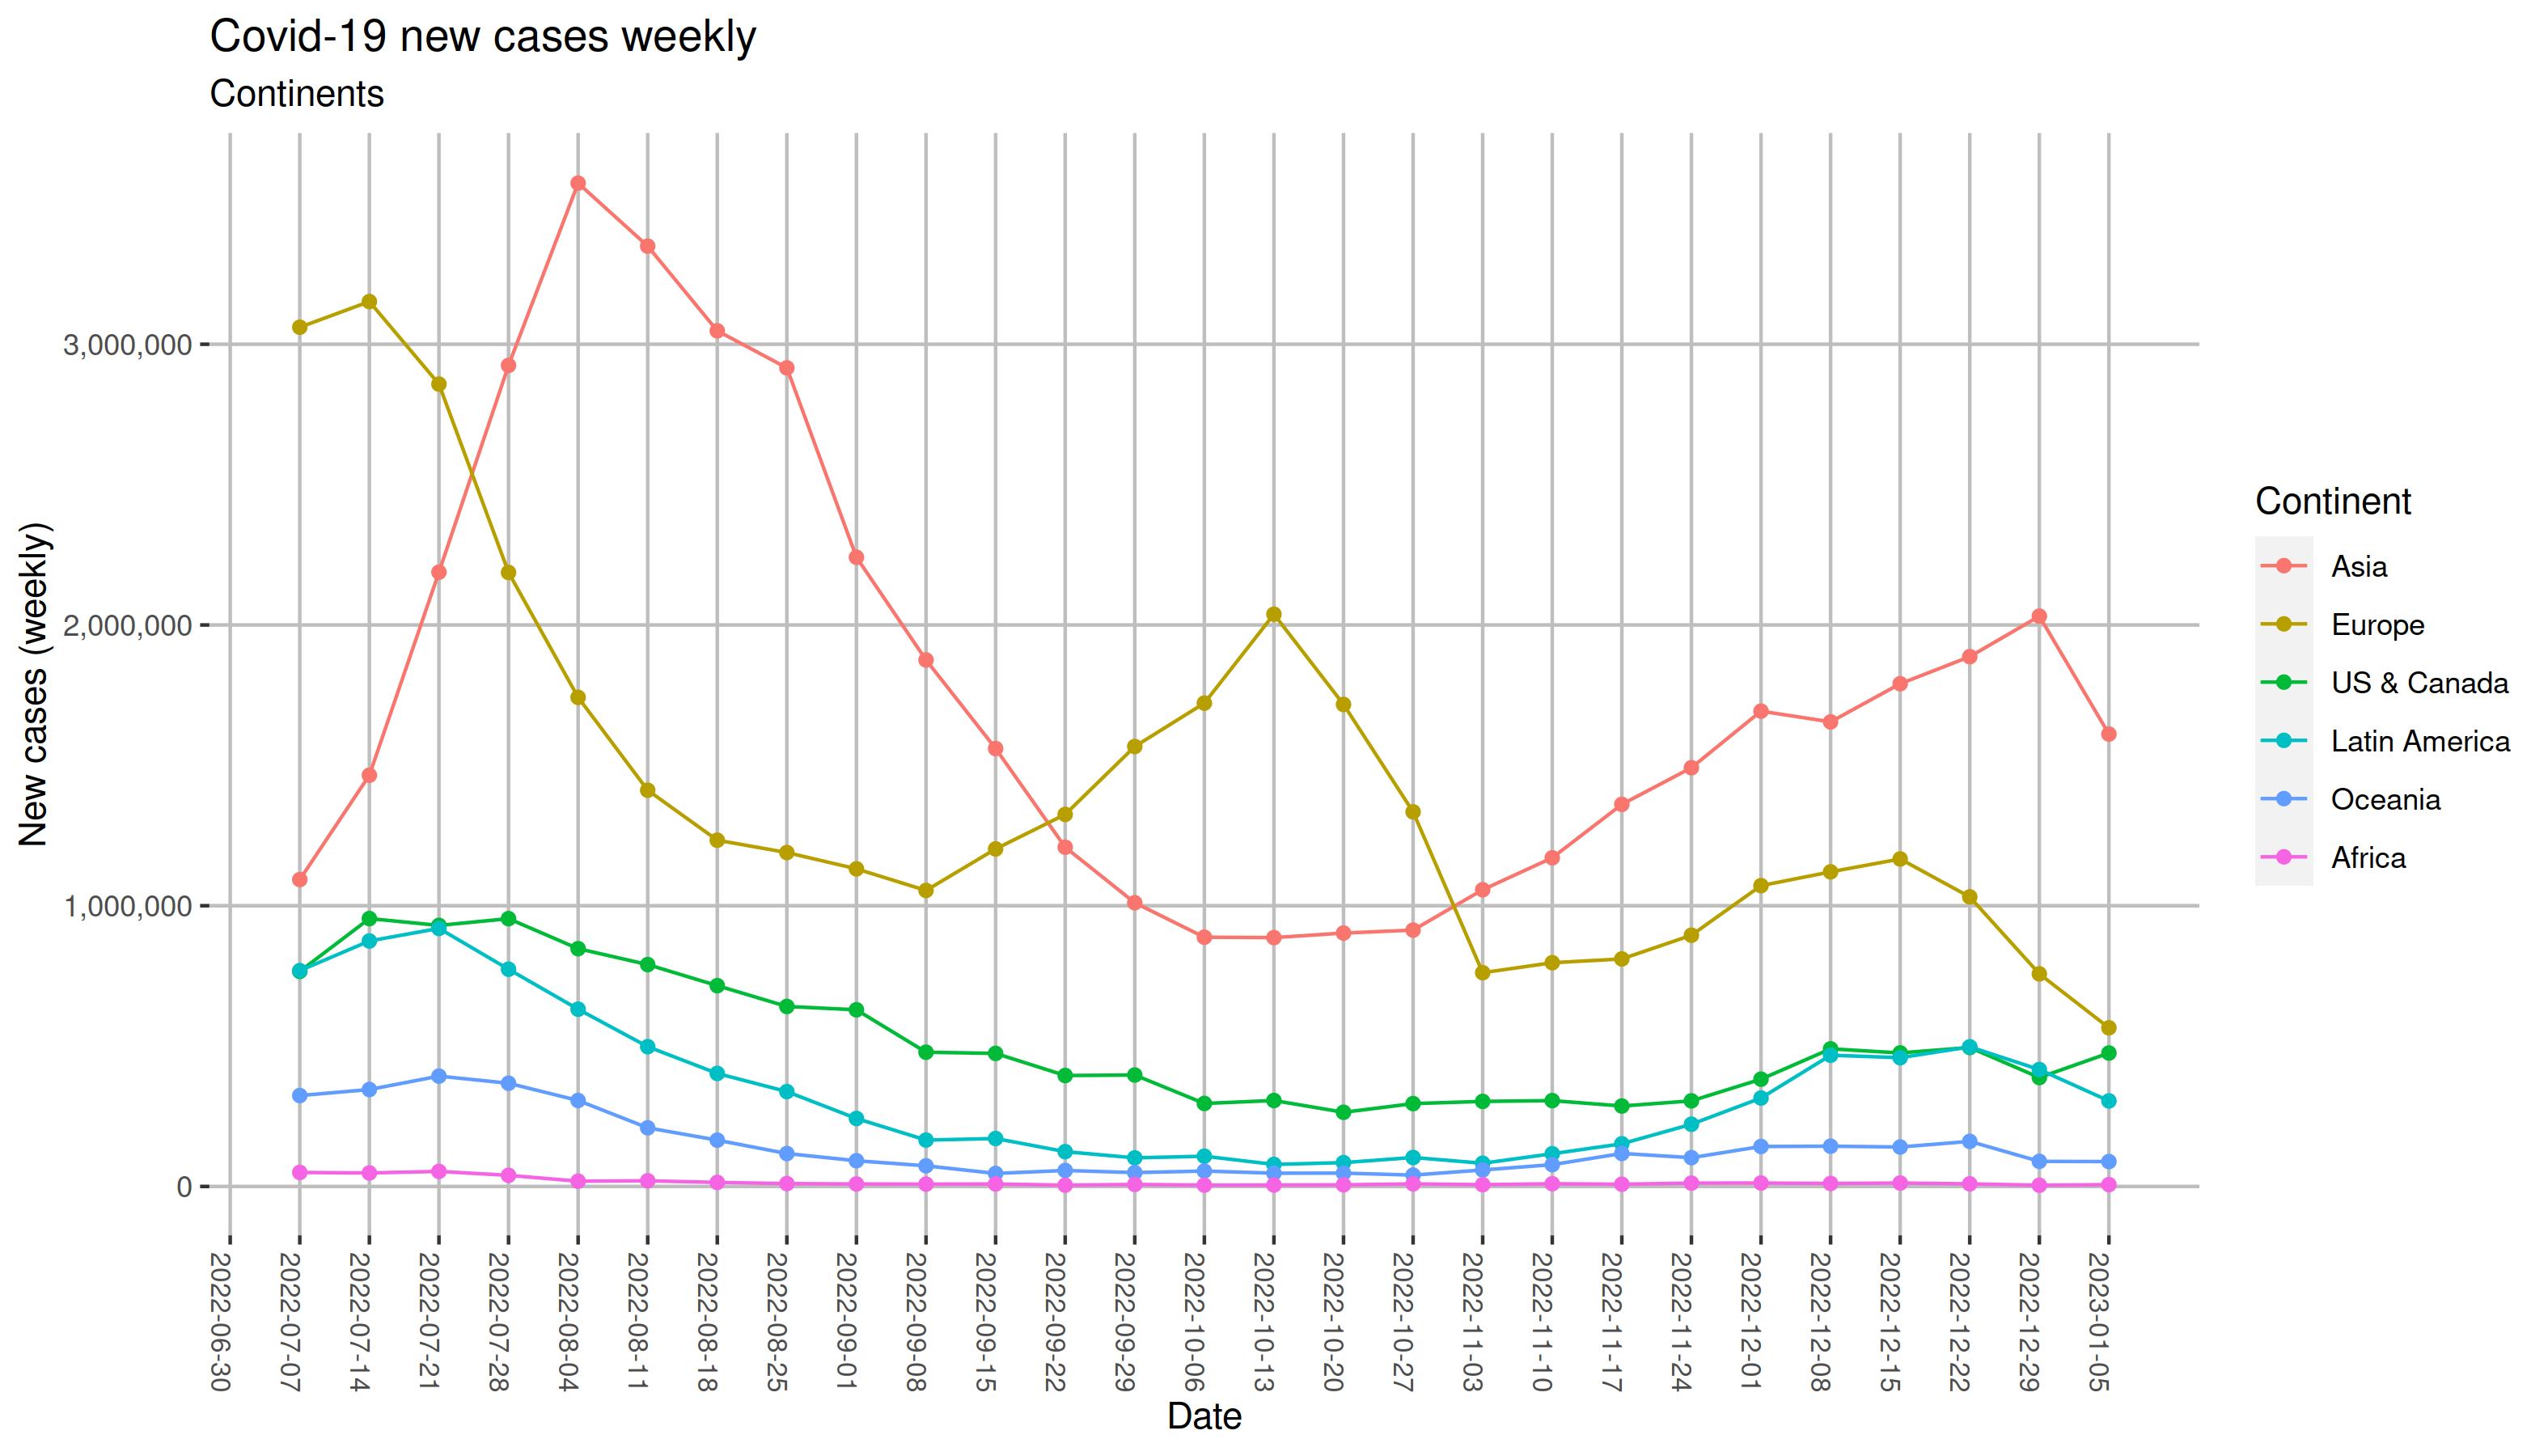 Covid-19 new cases weekly
Continents
New cases (weekly)
3,000,000
2,000,000
1,000,000
0
2022-06-30
2022-07-07
2022-07-14
2022-07-21
2022-07-28
2022-08-04
2022-08-11
2022-08-18
2022-08-25
2022-09-01
2022-09-08
2022-09-15
2022-09-22
2022-09-29
2022-10-06
2022-10-13
2022-10-20
2022-10-27
2022-11-03
2022-11-10
2022-11-17
2022-11-24
2022-12-01
2022-12-08
2022-12-15
2022-12-22
2022-12-29
2023-01-05
Date
Continent
Asia
Europe
US & Canada
Latin America
Oceania
Africa